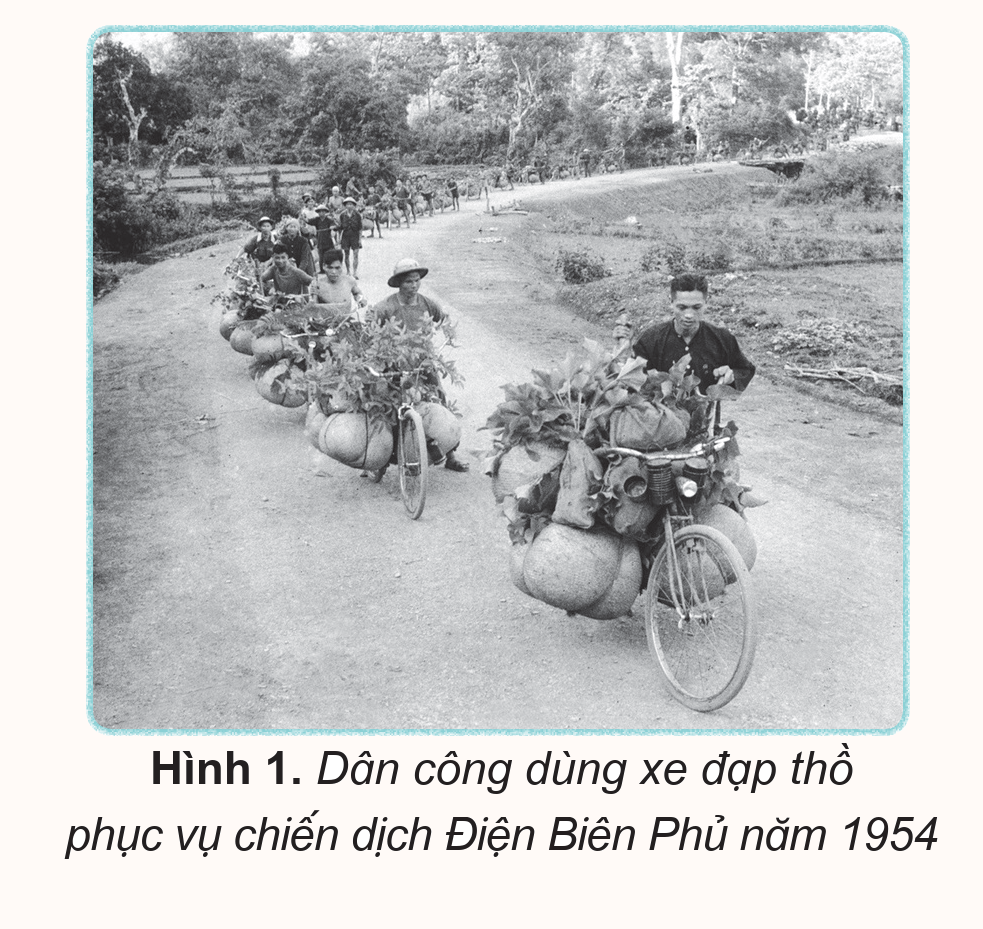 Hình 1. Dân công dùng xe đạp thồ
phục vụ chiến dịch Điện Biên Phủ năm 1954